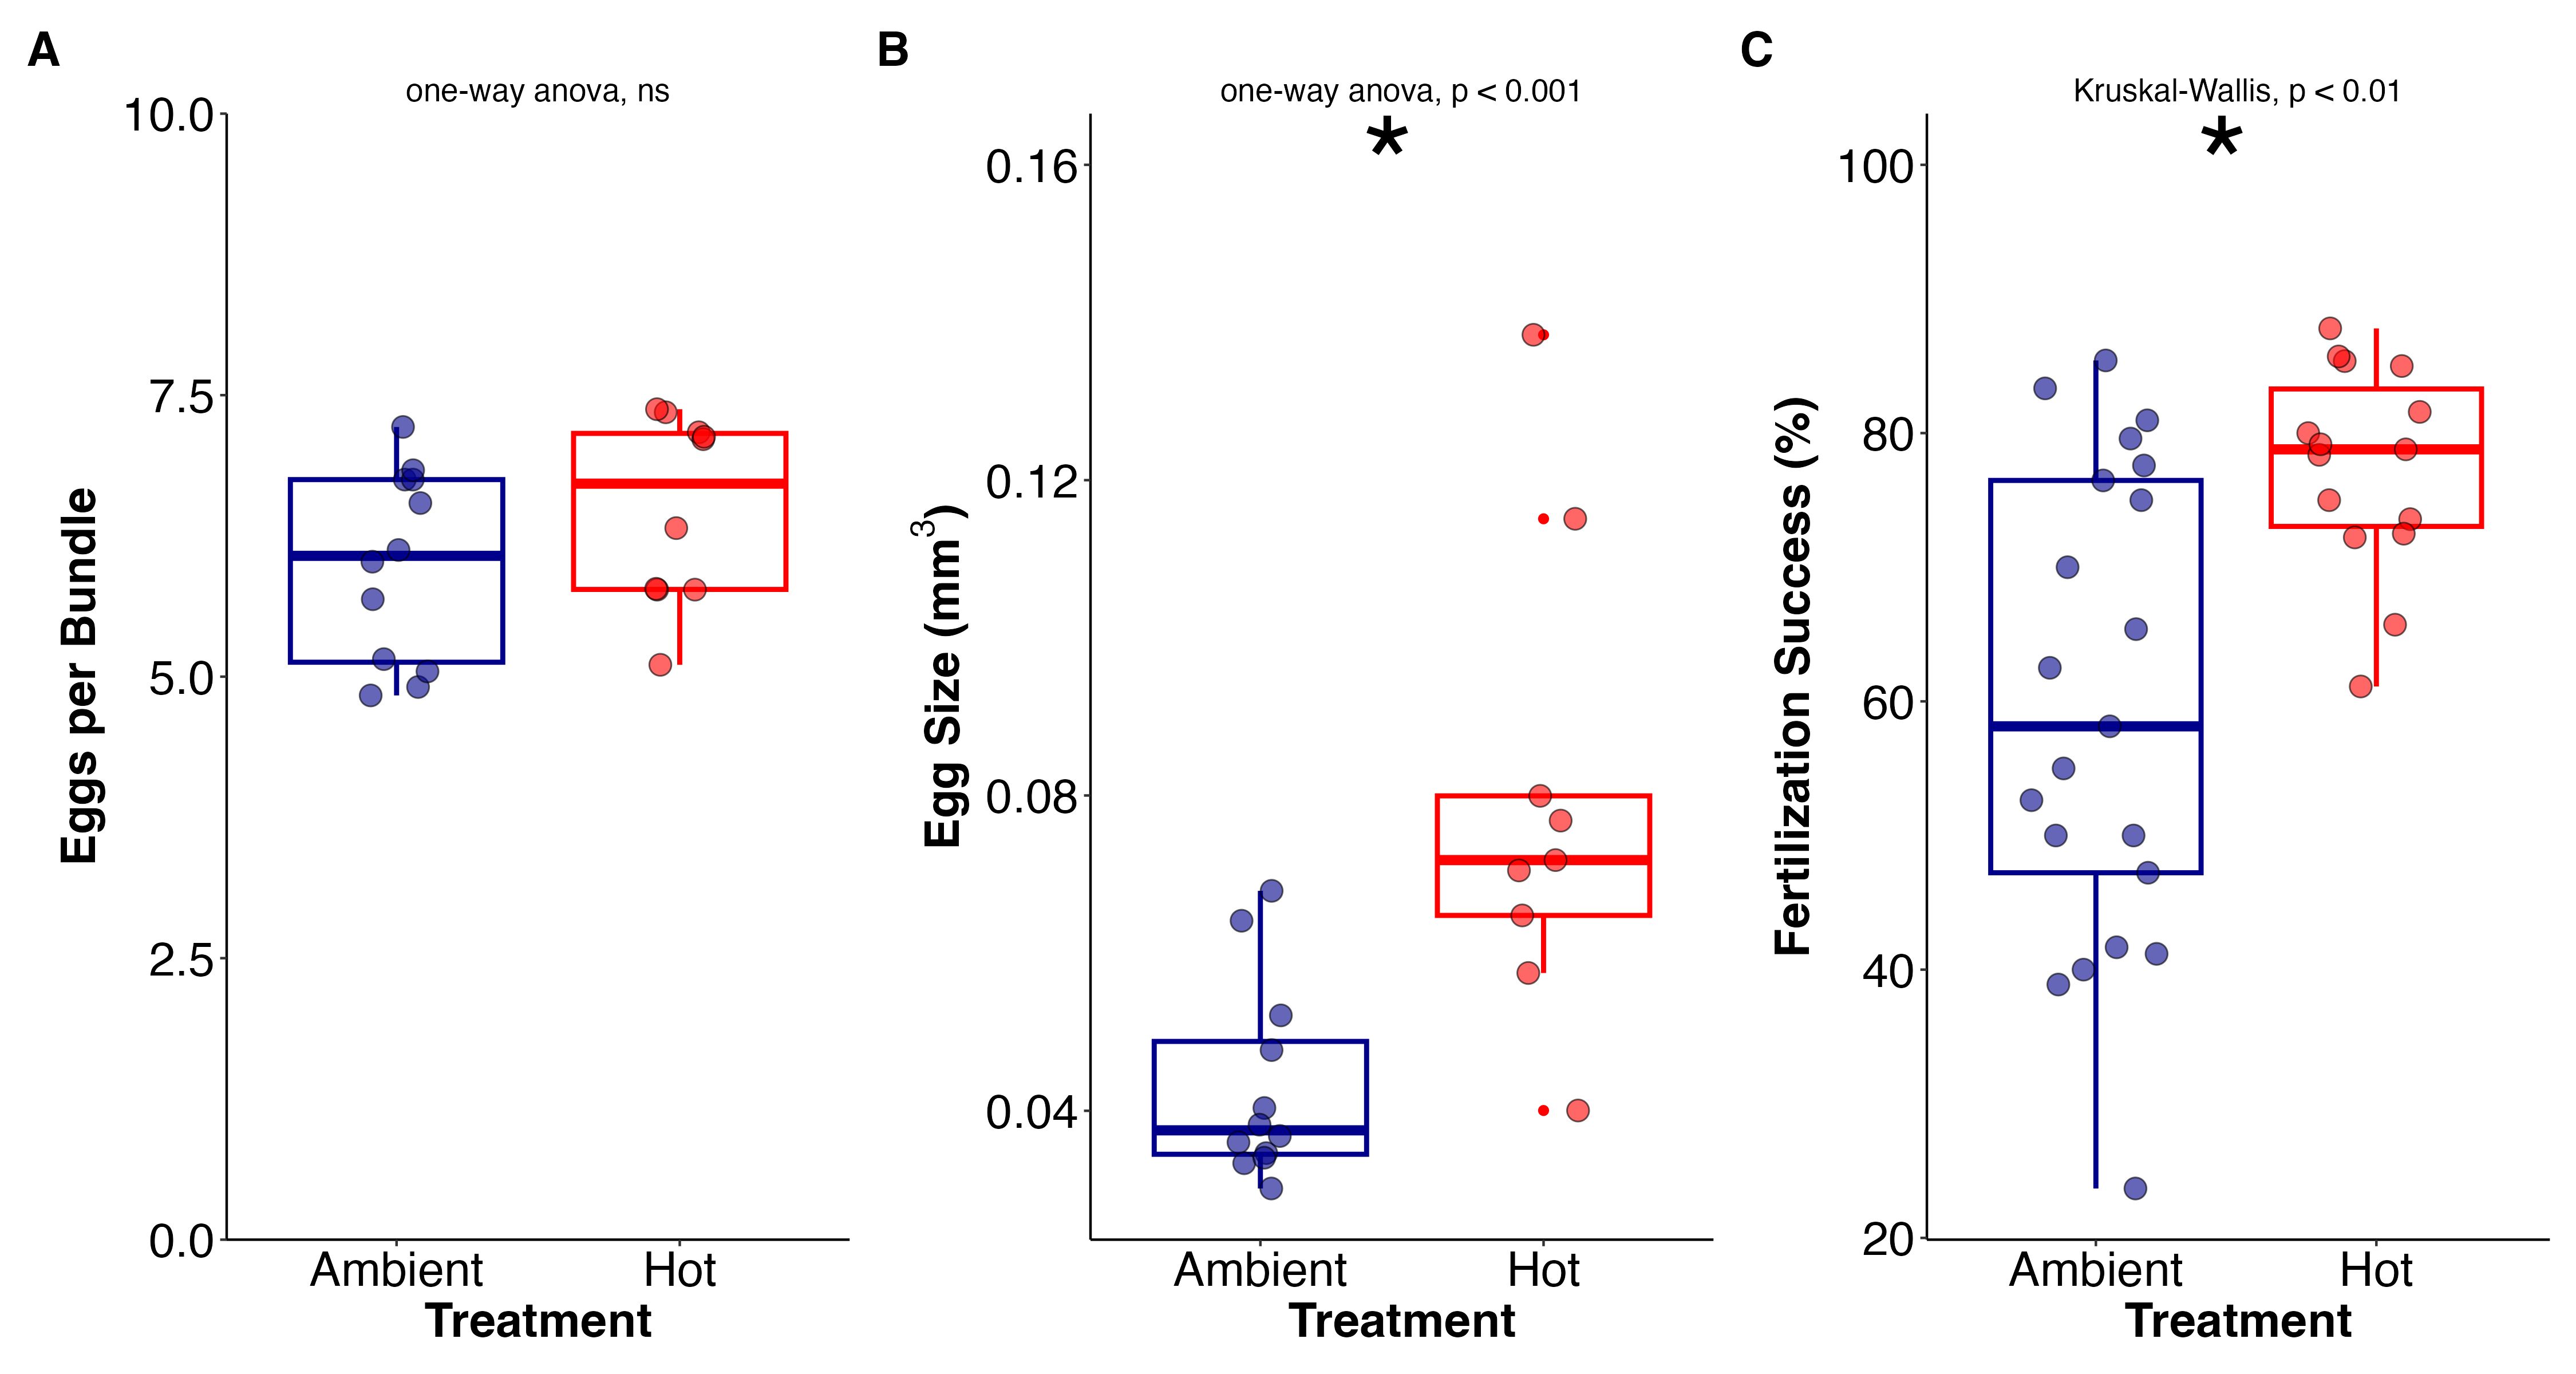 A
one-way anova, ns
10.0
7.5
5.0
2.5
0.0
Eggs per Bundle
Ambient
Hot
Treatment
B
one-way anova, p < 0.001
*
0.16
0.12
0.08
0.04
Egg Size (mm³)
Ambient
Hot
Treatment
C
Kruskal-Wallis, p < 0.01
*
100
80
60
40
20
Fertilization Success (%)
Ambient
Hot
Treatment